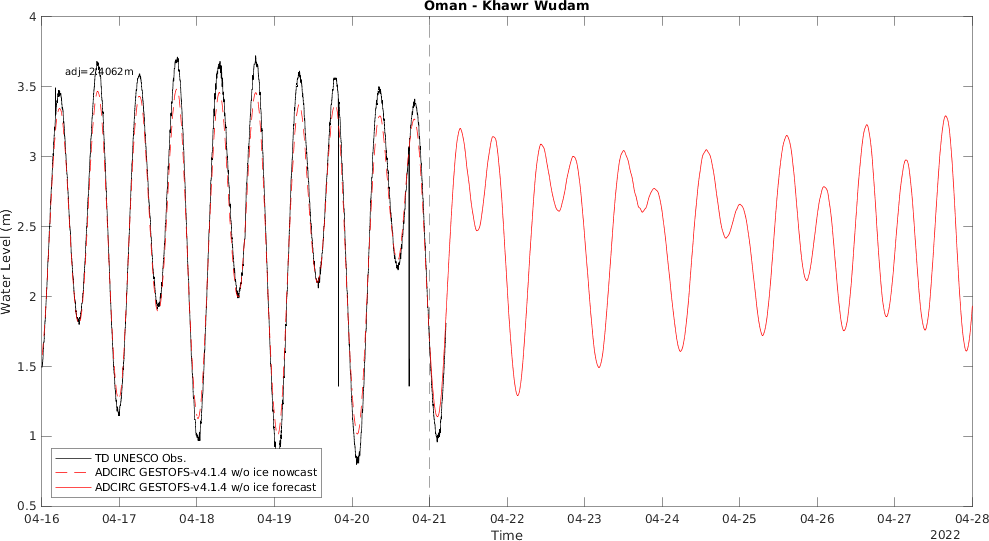 Oman - Khawr Wudam
4
3.5
3
2.5
2
1.5
1
0.5
Water Level (m)
adj=2.4062m
TD UNESCO Obs.
ADCIRC GESTOFS-v4.1.4 w/o ice nowcast
ADCIRC GESTOFS-v4.1.4 w/o ice forecast
04-16 04-17 04-18 04-19 04-20 04-21 04-22 04-23 04-24 04-25 04-26 04-27 04-28
Time
2022